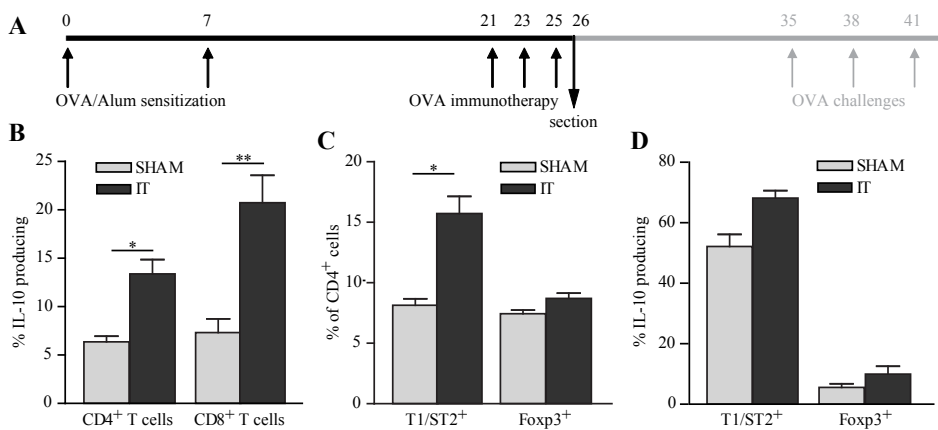 A
0 7 21 23 25 26 35 38 41
OVA/Alum sensitization
OVA immunotherapy
section
OVA challenges
B
SHAM
IT
% IL-10 producing
25
20
15
10
5
0
*
**
CD4+ T cells
CD8+ T cells
C
SHAM
IT
% of CD4+ cells
20
15
10
5
0
*
T1/ST2+
Foxp3+
D
SHAM
IT
% IL-10 producing
80
60
40
20
0
T1/ST2+
Foxp3+